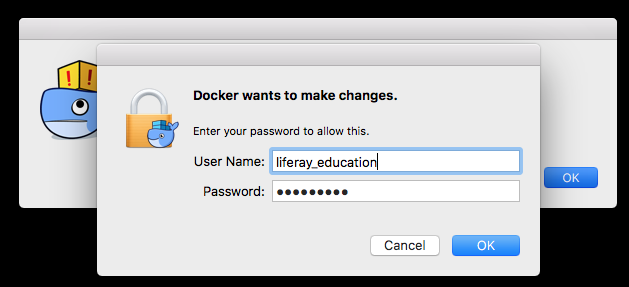 Docker wants to make changes.
Enter your password to allow this.
User Name: liferay_education
Password: •••••••••
Cancel OK
OK